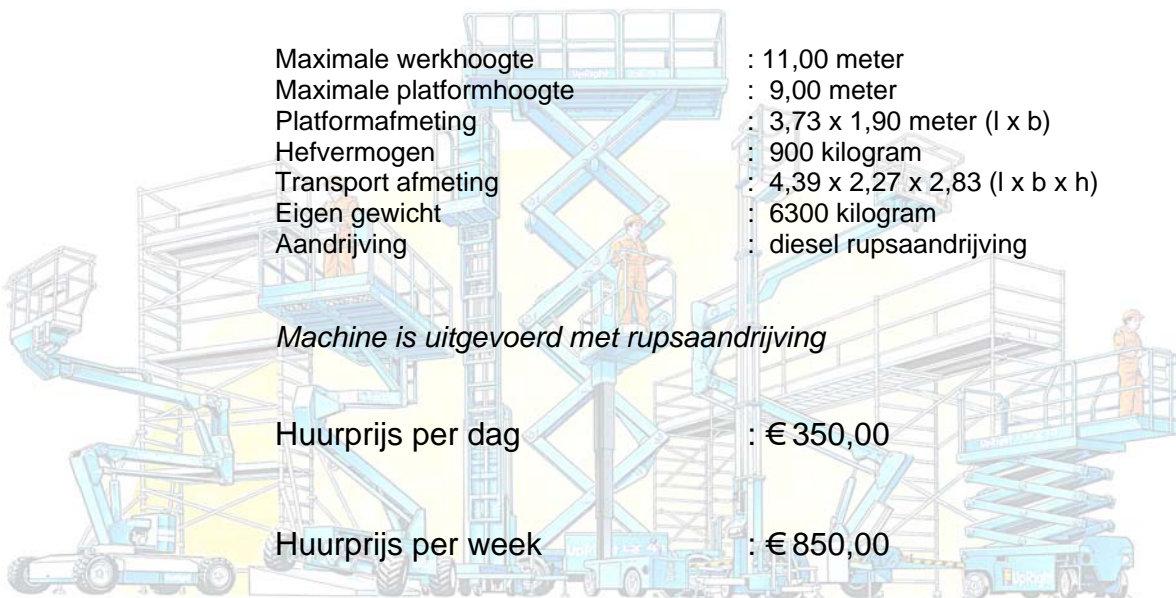 Maximale werkhoogte : 11,00 meter
Maximale platformhoogte : 9,00 meter
Platformafmeting : 3,73 x 1,90 meter (l x b)
Hefvermogen : 900 kilogram
Transport afmeting : 4,39 x 2,27 x 2,83 (l x b x h)
Eigen gewicht : 6300 kilogram
Aandrijving : diesel rupsaandrijving
Machine is uitgevoerd met rupsaandrijving
Huurprijs per dag : € 350,00
Huurprijs per week : € 850,00
UpRight